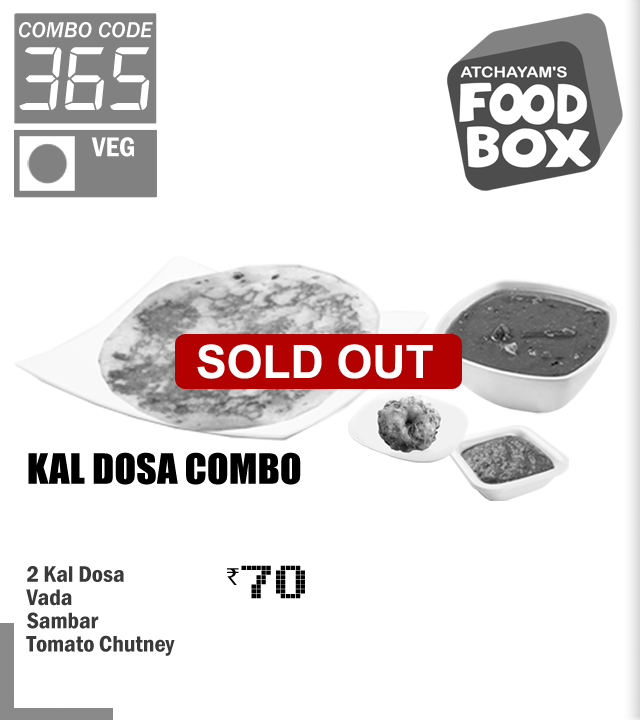 COMBO CODE
365
VEG
ATCHAYAM'S
FOOD
BOX
SOLD OUT
KAL DOSA COMBO
2 Kal Dosa
Vada
Sambar
Tomato Chutney
₹70